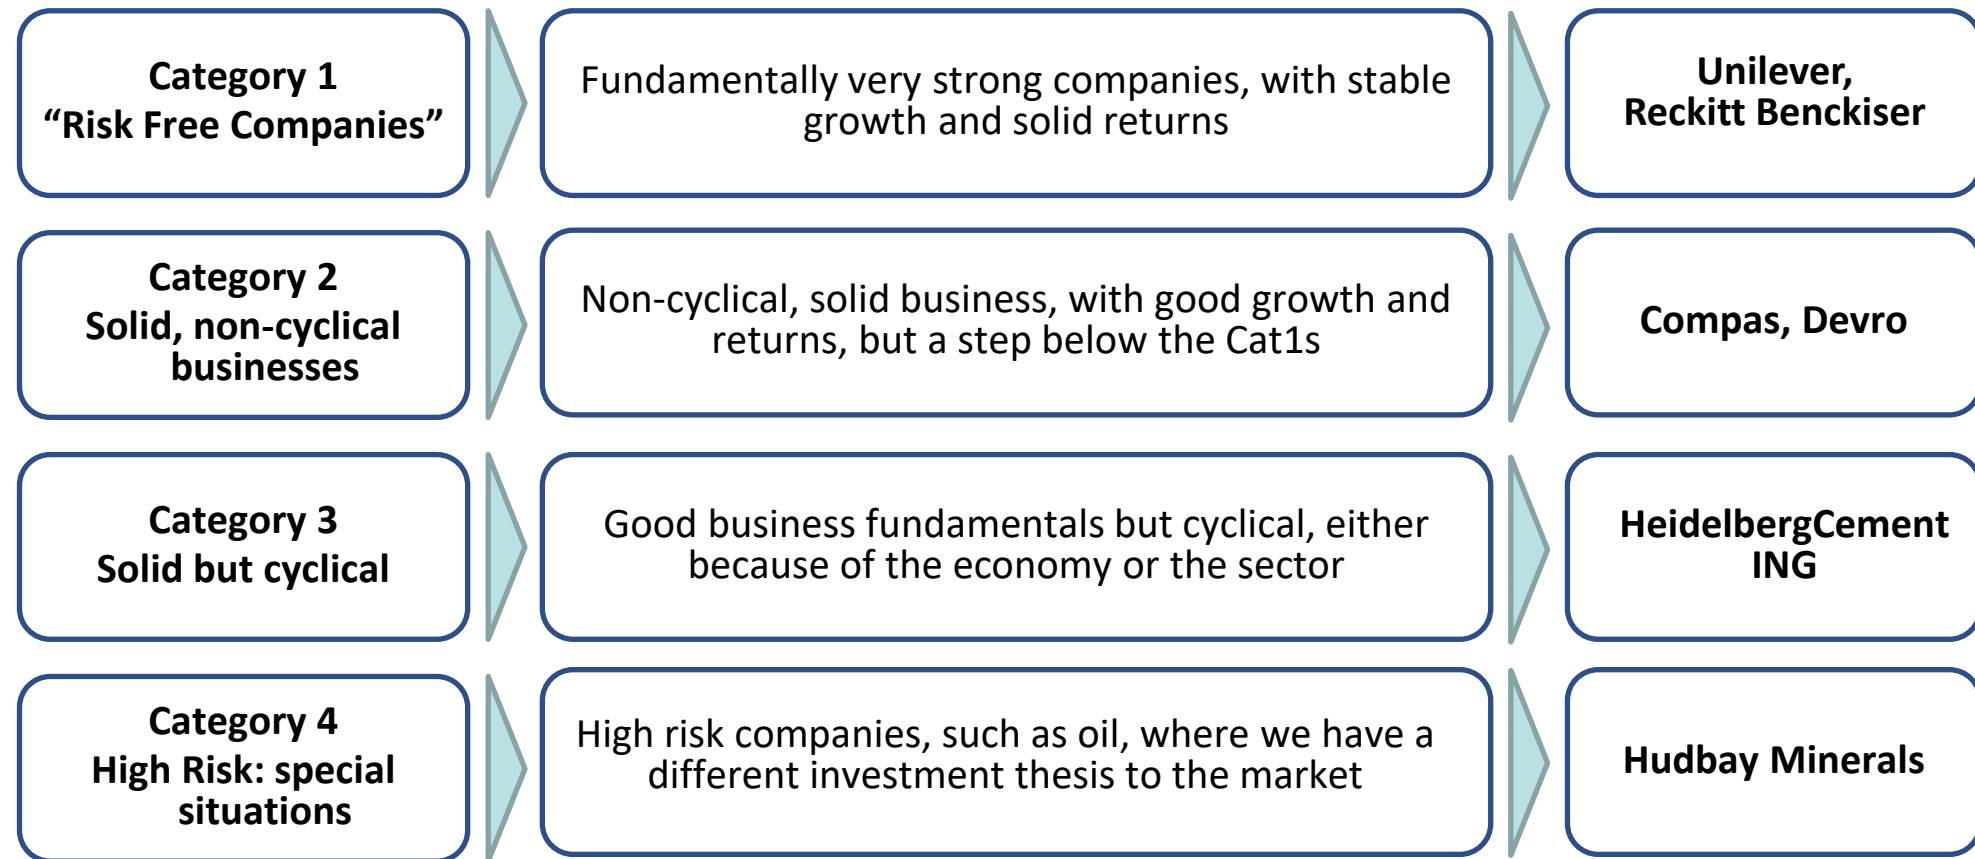 Category 1
“Risk Free Companies”
Fundamentally very strong companies, with stable
growth and solid returns
Unilever,
Reckitt Benckiser
Category 2
Solid, non-cyclical
businesses
Non-cyclical, solid business, with good growth and
returns, but a step below the Cat1s
Compas, Devro
Category 3
Solid but cyclical
Good business fundamentals but cyclical, either
because of the economy or the sector
HeidelbergCement
ING
Category 4
High Risk: special
situations
High risk companies, such as oil, where we have a
different investment thesis to the market
Hudbay Minerals